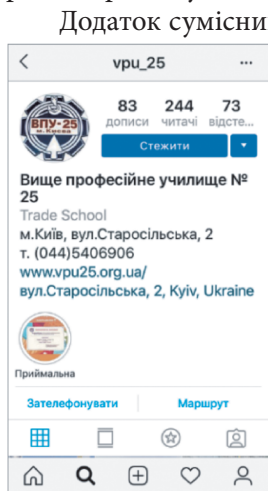 Додаток сумісни
vpu_25
83 244 73
дописи читачі відсте...
ВПУ-25
м. Києва
Стежити
Вище професійне училище №
25
Trade School
м.Київ, вул.Старосільська, 2
т. (044)5406906
www.vpu25.org.ua/
вул.Старосільська, 2, Kyiv, Ukraine
Приймальна
Зателефонувати Маршрут